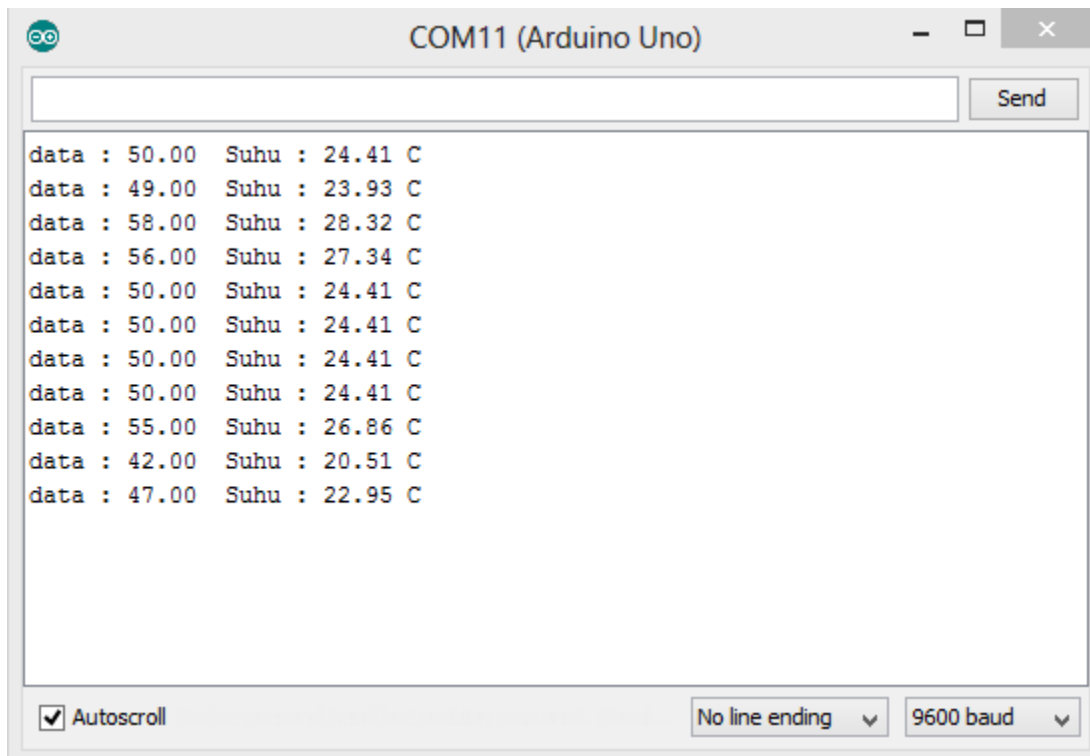 COM11 (Arduino Uno)
Send
data : 50.00  Suhu : 24.41 C
data : 49.00  Suhu : 23.93 C
data : 58.00  Suhu : 28.32 C
data : 56.00  Suhu : 27.34 C
data : 50.00  Suhu : 24.41 C
data : 50.00  Suhu : 24.41 C
data : 50.00  Suhu : 24.41 C
data : 50.00  Suhu : 24.41 C
data : 55.00  Suhu : 26.86 C
data : 42.00  Suhu : 20.51 C
data : 47.00  Suhu : 22.95 C
Autoscroll No line ending 9600 baud